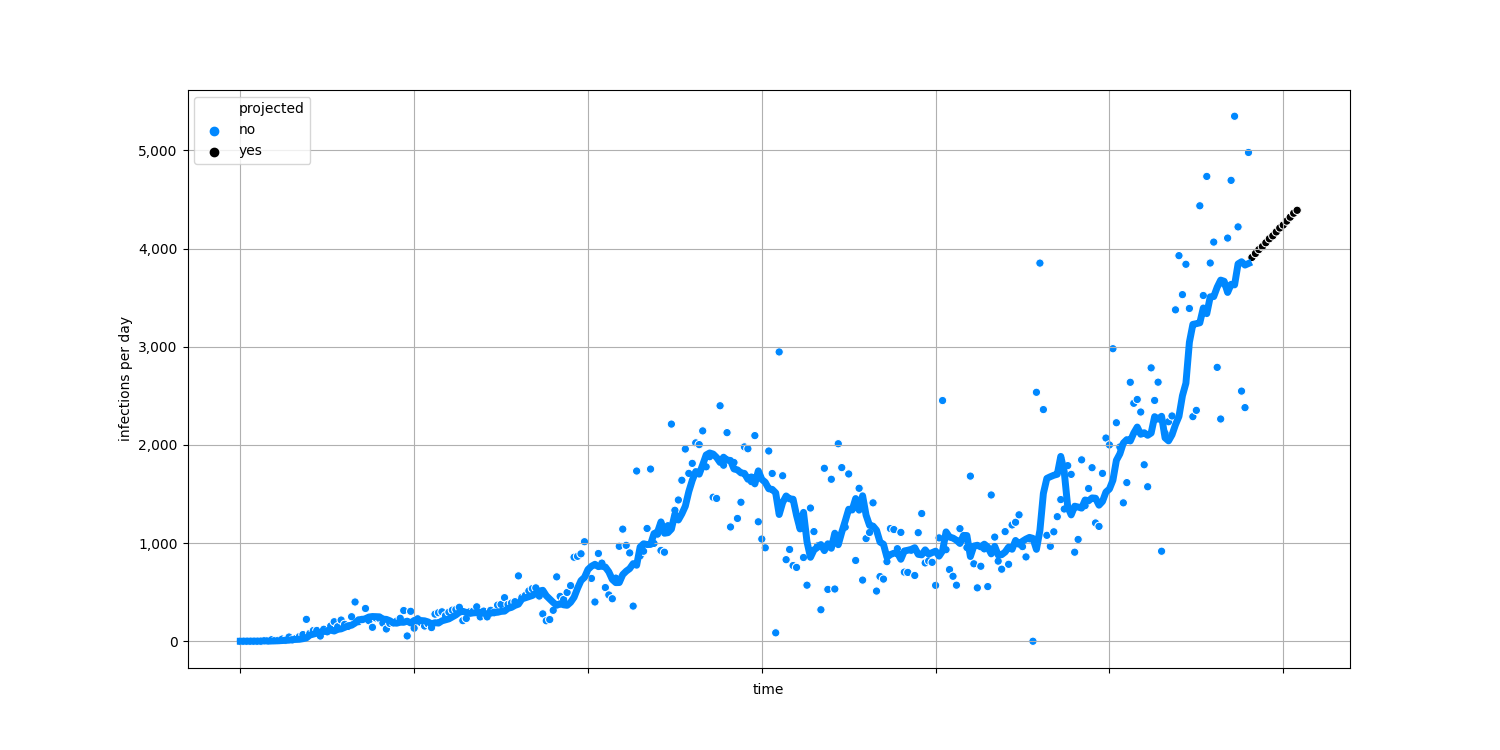 projected
no
yes
5,000
4,000
3,000
2,000
1,000
0
infections per day
time